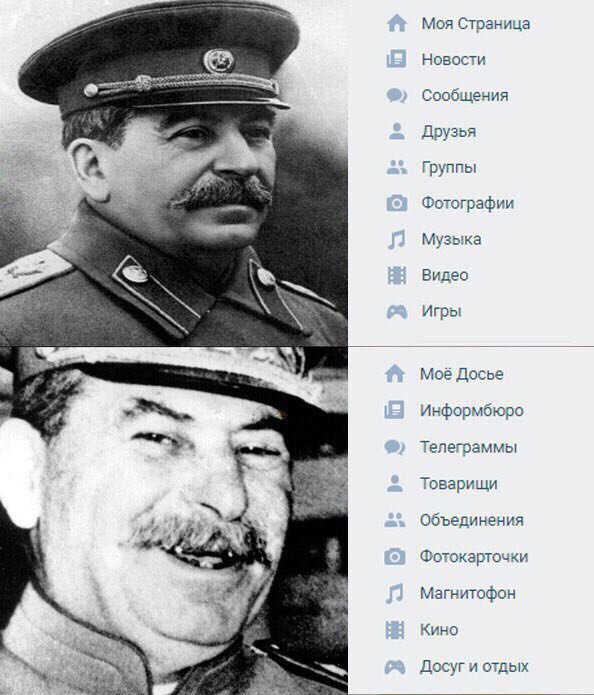 Моя Страница
Новости
Сообщения
Друзья
Группы
Фотографии
Музыка
Видео
Игры
Моё Досье
Информбюро
Телеграммы
Товарищи
Объединения
Фотокарточки
Магнитофон
Кино
Досуг и отдых